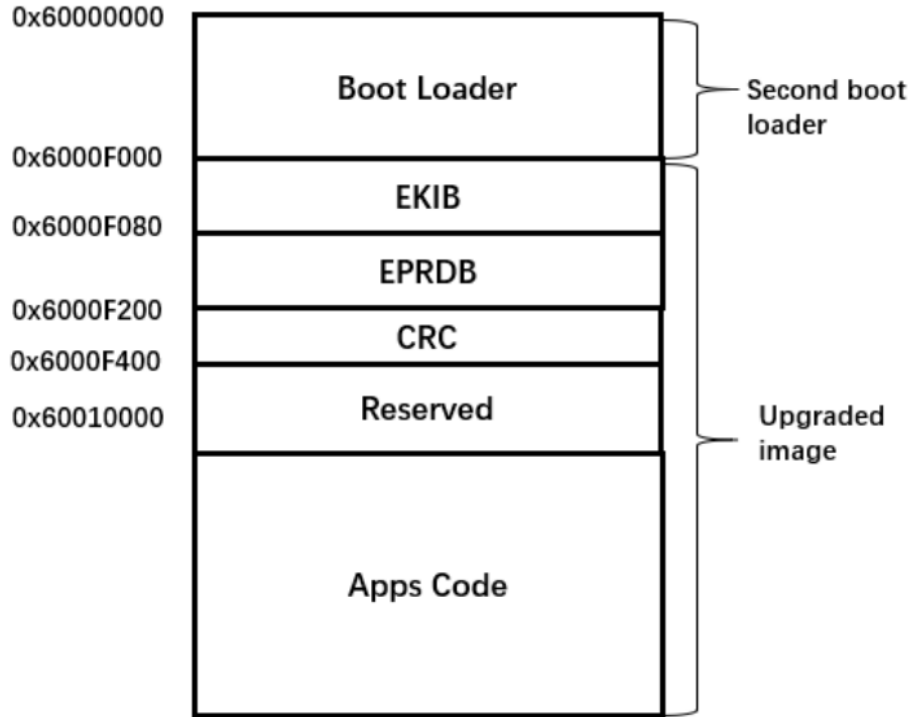 0x60000000
Boot Loader
Second boot
loader
0x6000F000
EKIB
0x6000F080
EPRDB
0x6000F200
CRC
0x6000F400
Reserved
0x60010000
Upgraded
image
Apps Code